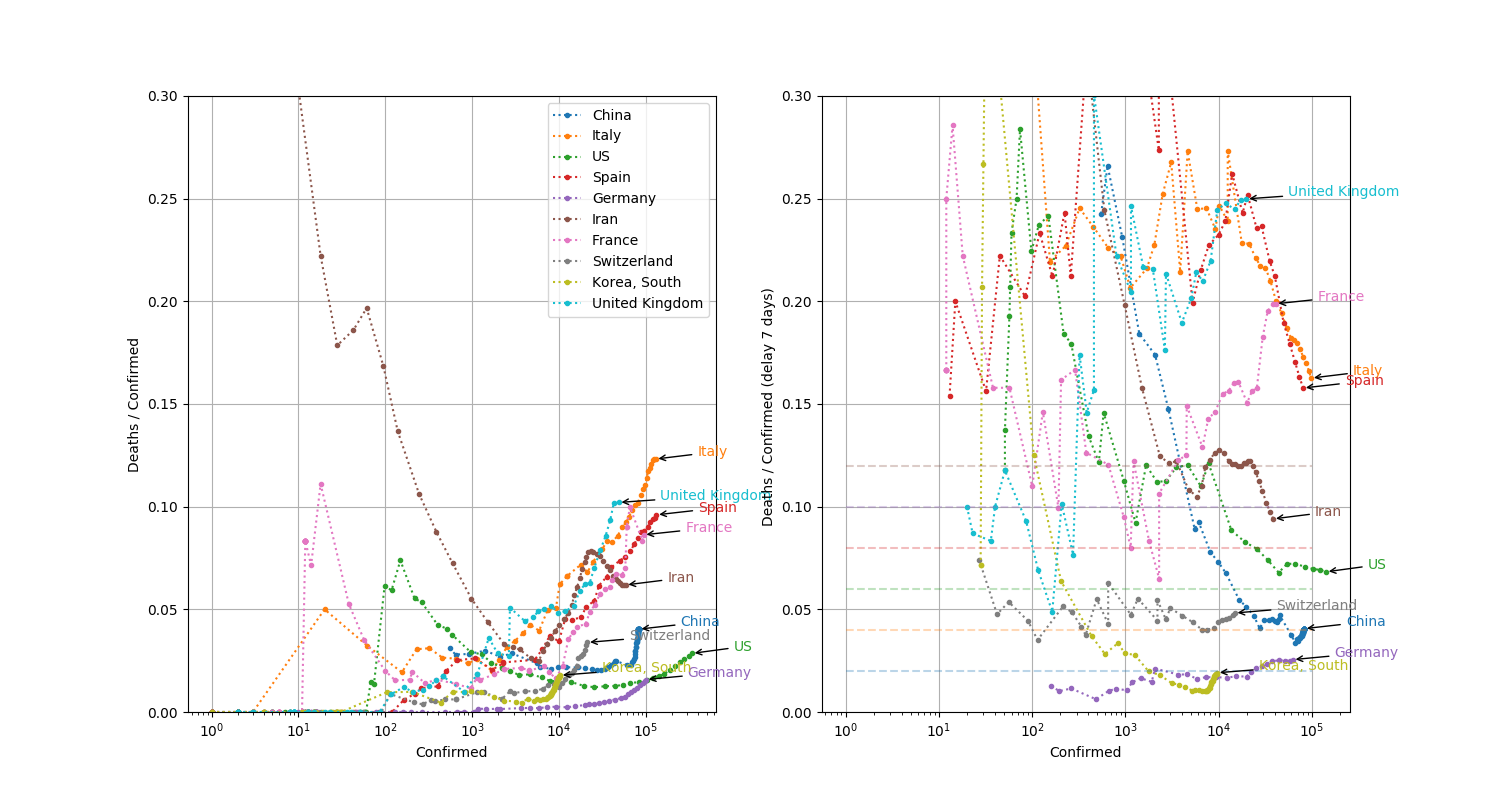 0.30
0.25
0.20
0.15
0.10
0.05
0.00
Deaths / Confirmed
10⁰
10¹
10²
10³
10⁴
10⁵
Confirmed
China
Italy
US
Spain
Germany
Iran
France
Switzerland
Korea, South
United Kingdom
Italy
United Kingdom
Spain
France
Iran
China
Switzerland
US
Korea, South
Germany
0.30
0.25
0.20
0.15
0.10
0.05
0.00
Deaths / Confirmed (delay 7 days)
10⁰
10¹
10²
10³
10⁴
10⁵
Confirmed
United Kingdom
France
Italy
Spain
Iran
US
Switzerland
China
Germany
Korea, South